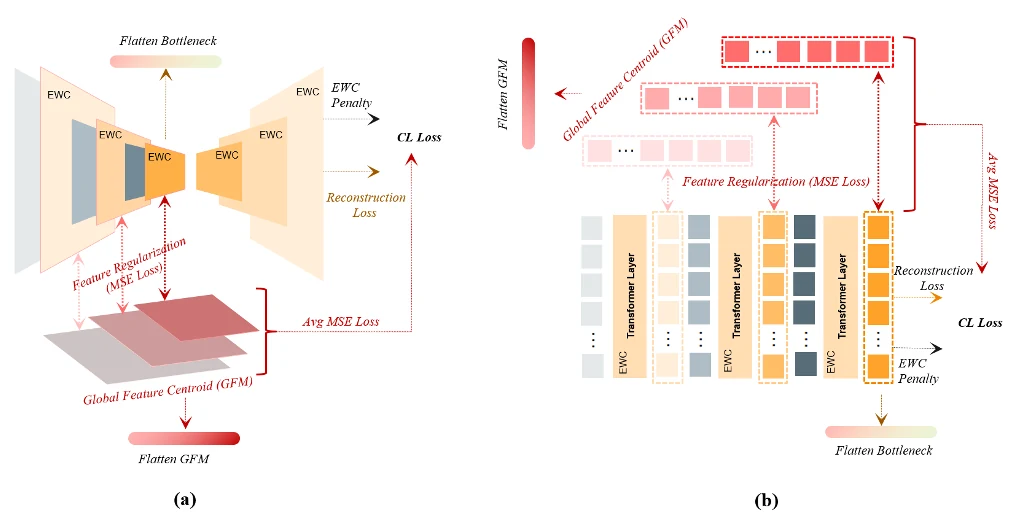 Flatten Bottleneck
EWC
EWC
EWC
EWC
EWC
EWC
Penalty
CL Loss
Reconstruction
Loss
Feature Regularization
(MSE Loss)
Avg MSE Loss
Global Feature Centroid (GFM)
Flatten GFM
(a)
Flatten GFM
Global Feature Centroid (GFM)
...
...
...
Feature Regularization (MSE Loss)
Avg MSE Loss
EWC Transformer Layer
EWC Transformer Layer
EWC Transformer Layer
...
...
...
...
...
...
Reconstruction
Loss
CL Loss
EWC
Penalty
Flatten Bottleneck
(b)